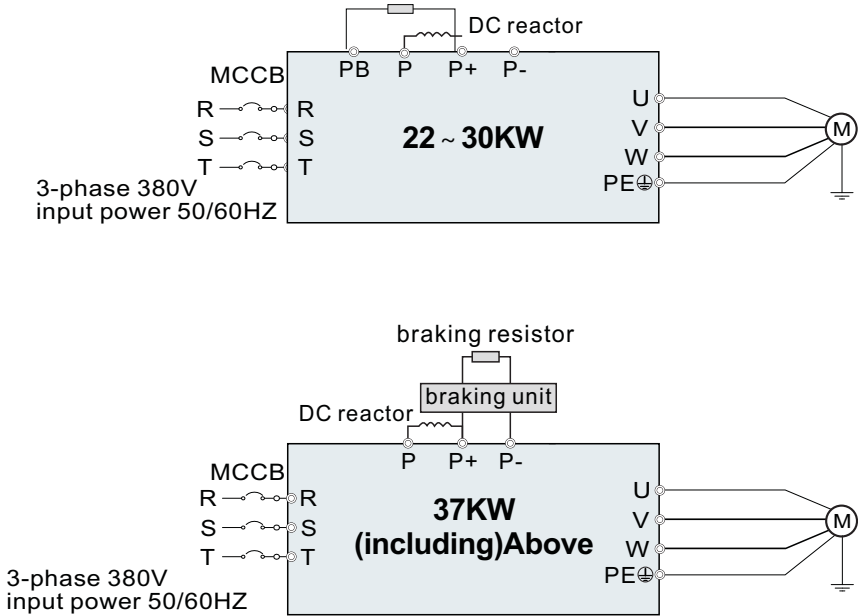 DC reactor
PB P P+ P-
MCCB
R R
S S
T T
3-phase 380V
input power 50/60HZ
22 ~ 30KW
U
V
W
PE
M
braking resistor
braking unit
DC reactor
P P+ P-
MCCB
R R
S S
T T
3-phase 380V
input power 50/60HZ
37KW
(including)Above
U
V
W
PE
M